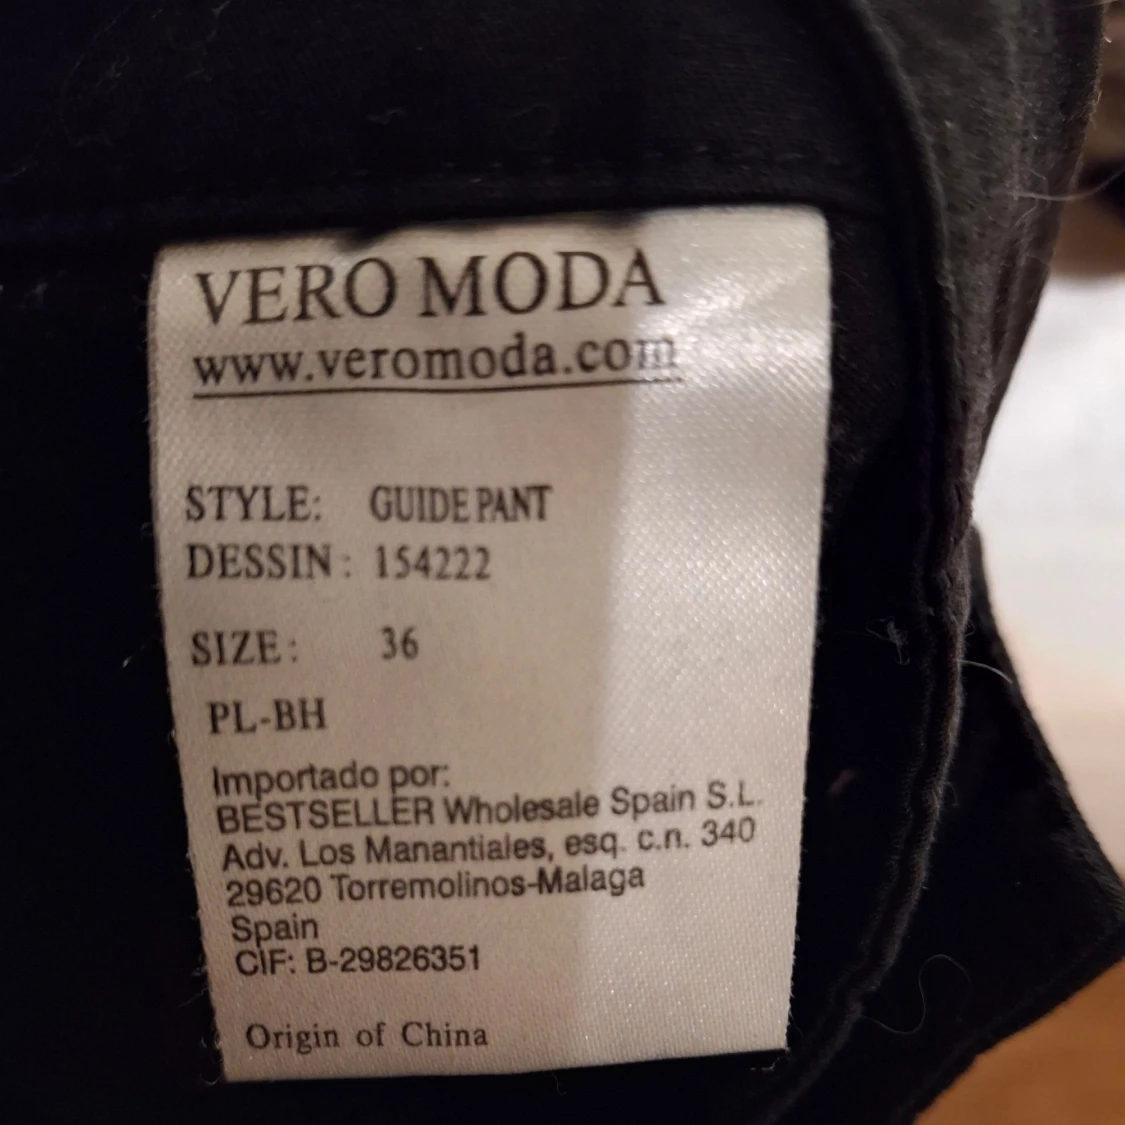 VERO MODA
www.veromoda.com
STYLE: GUIDE PANT
DESSIN : 154222
SIZE : 36
PL-BH
Importado por:
BESTSELLER Wholesale Spain S.L.
Adv. Los Manantiales, esq. c.n. 340
29620 Torremolinos-Malaga
Spain
CIF: B-29826351
Origin of China